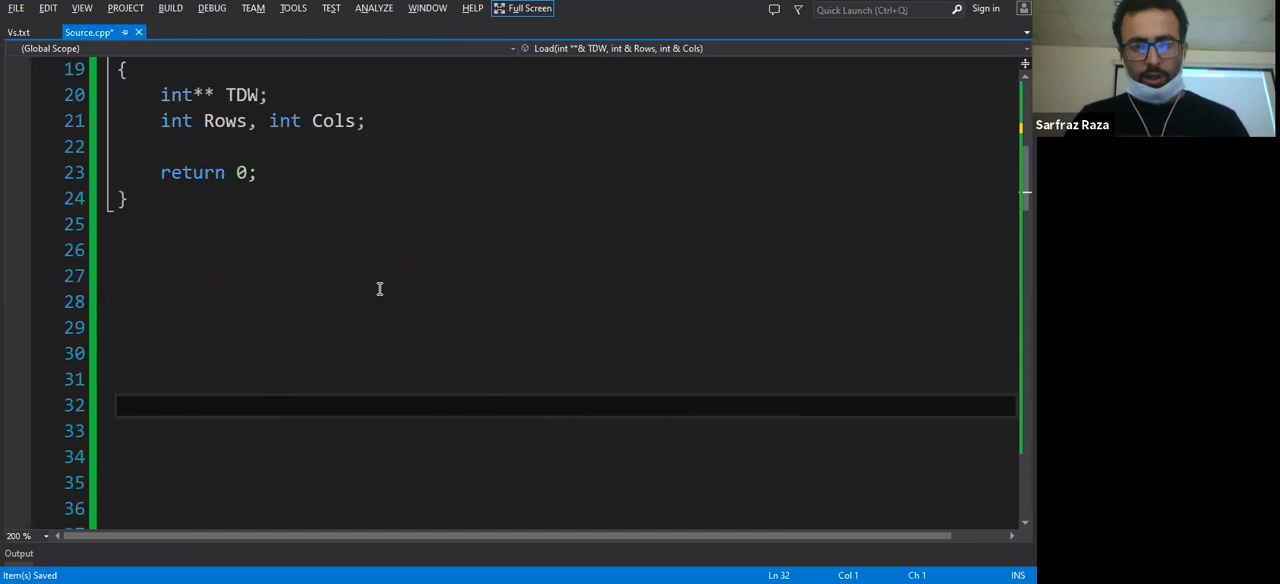 FILE EDIT VIEW PROJECT BUILD DEBUG TEAM TOOLS TEST ANALYZE WINDOW HELP Full Screen Quick Launch (Ctrl+Q) Sign in
Vs.txt Source.cpp*
(Global Scope) Load(int **& TDW, int & Rows, int & Cols)
19 {
20 int** TDW;
21 int Rows, int Cols;
22
23 return 0;
24 }
25
26
27
28
29
30
31
32
33
34
35
36
200 %
Output
Item(s) Saved Ln 32 Col 1 Ch 1 INS
Sarfraz Raza